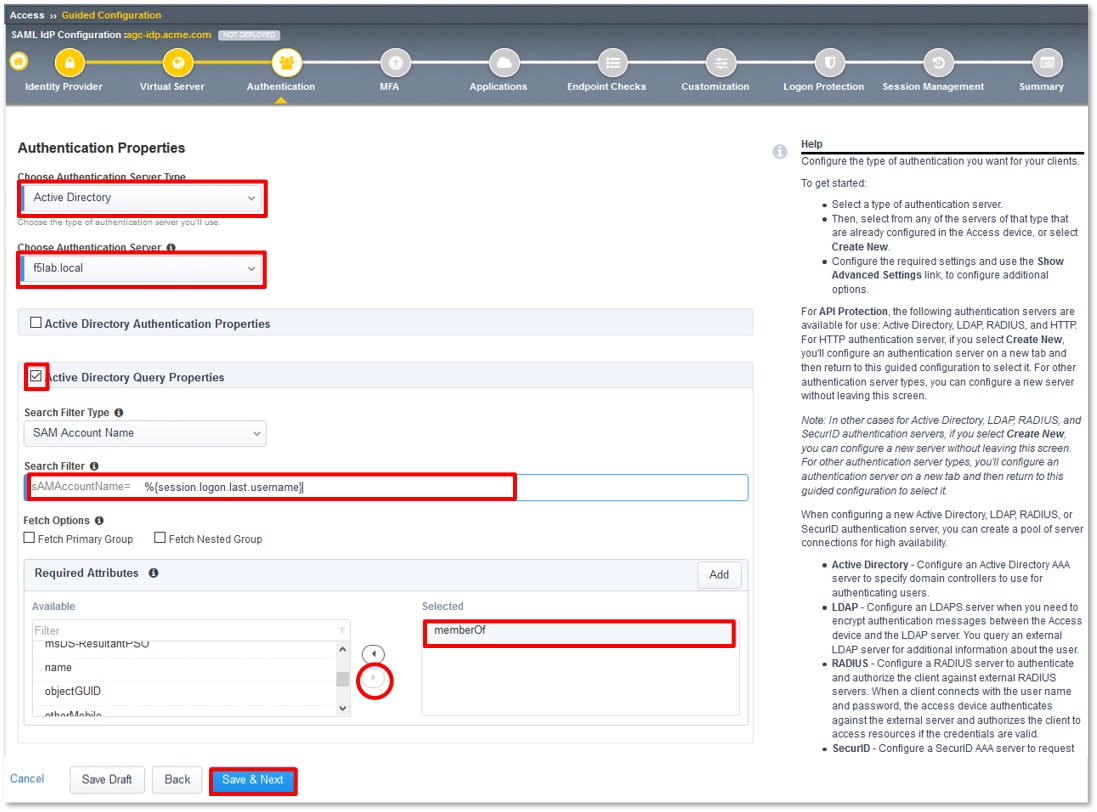 Access ›› Guided Configuration
SAML IdP Configuration :agc-idp.acme.com NOT DEPLOYED
Identity Provider
Virtual Server
Authentication
MFA
Applications
Endpoint Checks
Customization
Logon Protection
Session Management
Summary
Authentication Properties
Choose Authentication Server Type
Active Directory
Choose the type of authentication server you'll use.
Choose Authentication Server
f5lab.local
Active Directory Authentication Properties
Active Directory Query Properties
Search Filter Type
SAM Account Name
Search Filter
sAMAccountName= %{session.logon.last.username}
Fetch Options
Fetch Primary Group
Fetch Nested Group
Required Attributes
Add
Available
Filter
msDS-ResultantPSO
name
objectGUID
otherMobile
Selected
memberOf
Cancel
Save Draft
Back
Save & Next
Help
Configure the type of authentication you want for your clients.
To get started:
• Select a type of authentication server.
• Then, select from any of the servers of that type that
are already configured in the Access device, or select
Create New.
• Configure the required settings and use the Show
Advanced Settings link, to configure additional
options.
For API Protection, the following authentication servers are
available for use: Active Directory, LDAP, RADIUS, and HTTP.
For HTTP authentication server, if you select Create New,
you'll configure an authentication server on a new tab and
then return to this guided configuration to select it. For other
authentication server types, you can configure a new server
without leaving this screen.
Note: In other cases for Active Directory, LDAP, RADIUS, and
SecurID authentication servers, if you select Create New,
you can configure a new server without leaving this screen.
For other authentication server types, you'll configure an
authentication server on a new tab and then return to this
guided configuration to select it.
When configuring a new Active Directory, LDAP, RADIUS, or
SecurID authentication server, you can create a pool of server
connections for high availability.
• Active Directory - Configure an Active Directory AAA
server to specify domain controllers to use for
authenticating users.
• LDAP - Configure an LDAPS server when you need to
encrypt authentication messages between the Access
device and the LDAP server. You query an external
LDAP server for additional information about the user.
• RADIUS - Configure a RADIUS server to authenticate
and authorize the client against external RADIUS
servers. When a client connects with the user name
and password, the access device authenticates
against the external server and authorizes the client to
access resources if the credentials are valid.
• SecurID - Configure a SecurID AAA server to request